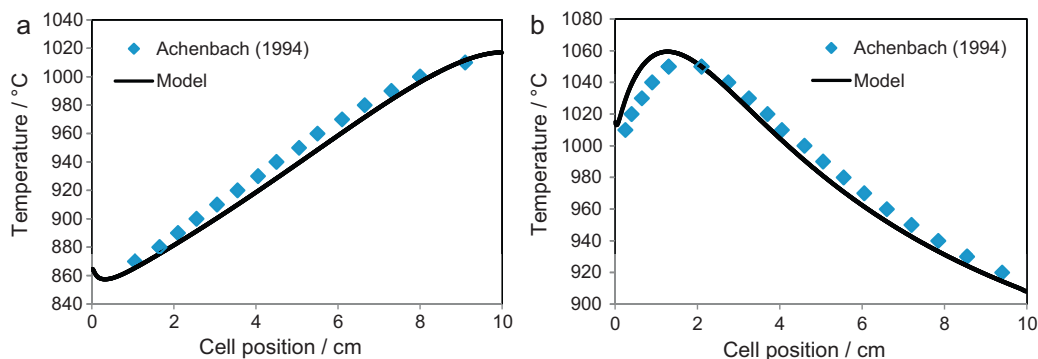 a
1040
1020
1000
980
960
940
920
900
880
860
840
Temperature / °C
Achenbach (1994)
Model
0 2 4 6 8 10
Cell position / cm
b
1080
1060
1040
1020
1000
980
960
940
920
900
Temperature / °C
Achenbach (1994)
Model
0 2 4 6 8 10
Cell position / cm